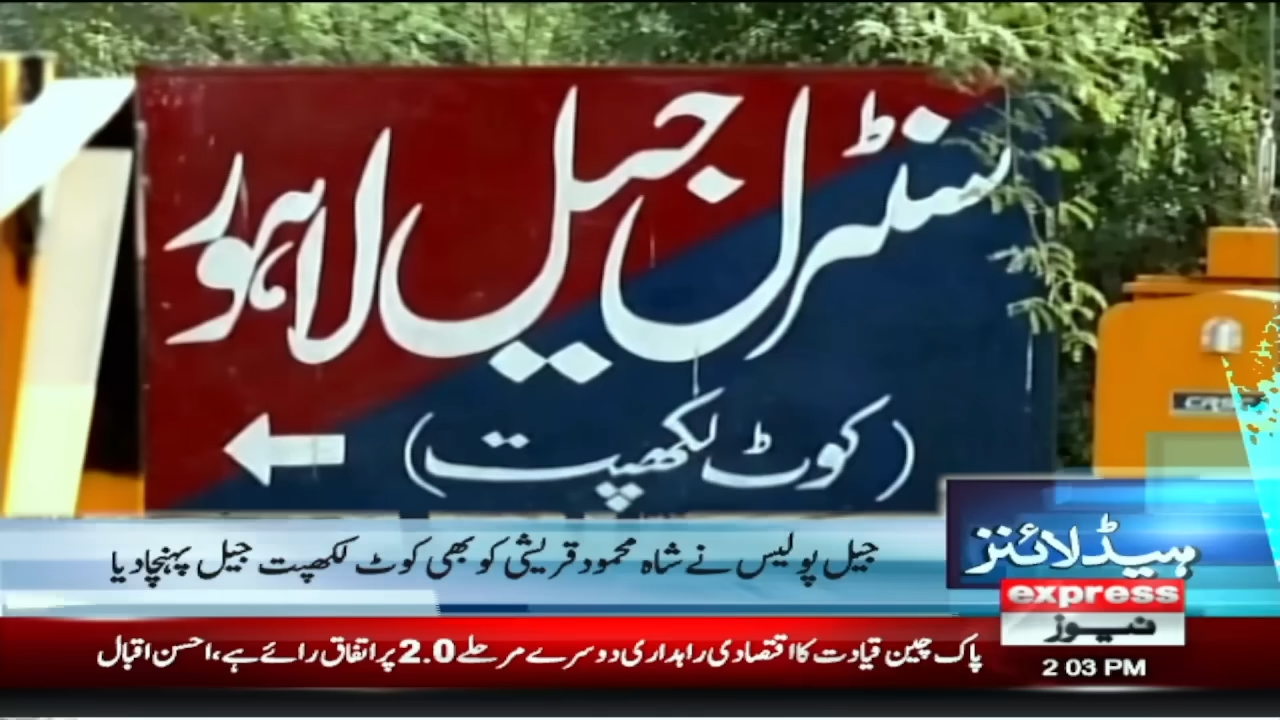 سنٹرل جیل لاہور
(کوٹ لکھپت)
ہیڈلائنز
جیل پولیس نے شاہ محمود قریشی کو بھی کوٹ لکھپت جیل پہنچا دیا
express
نیوز
پاک چین قیادت کا اقتصادی راہداری دوسرے مرحلے 2.0 پر اتفاق رائے ہے، احسن اقبال
2:03 PM